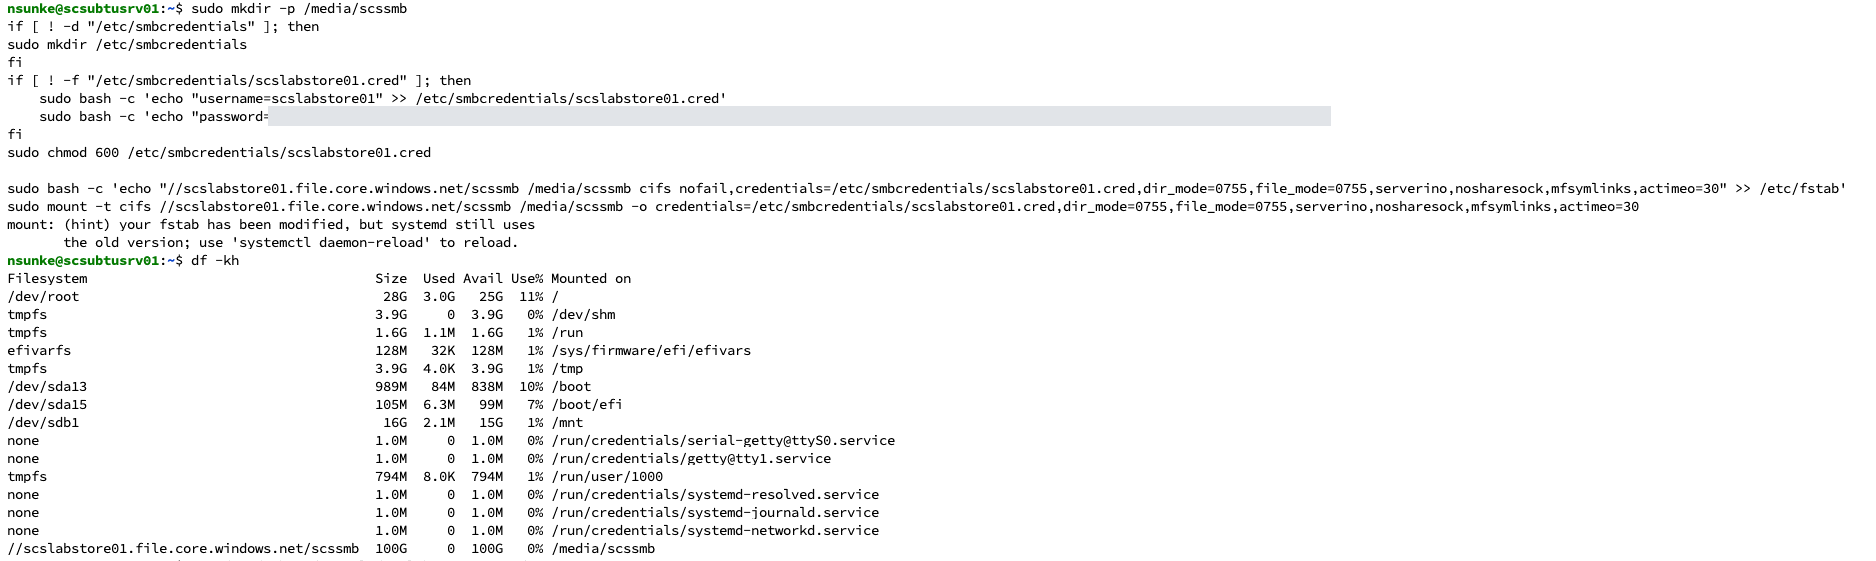 nsunke@scsubtusrv01:~$ sudo mkdir -p /media/scssmb
if [ ! -d "/etc/smbcredentials" ]; then
sudo mkdir /etc/smbcredentials
fi
if [ ! -f "/etc/smbcredentials/scslabstore01.cred" ]; then
    sudo bash -c 'echo "username=scslabstore01" >> /etc/smbcredentials/scslabstore01.cred'
    sudo bash -c 'echo "password=
fi
sudo chmod 600 /etc/smbcredentials/scslabstore01.cred
sudo bash -c 'echo "//scslabstore01.file.core.windows.net/scssmb /media/scssmb cifs nofail,credentials=/etc/smbcredentials/scslabstore01.cred,dir_mode=0755,file_mode=0755,serverino,nosharesock,mfsymlinks,actimeo=30" >> /etc/fstab'
sudo mount -t cifs //scslabstore01.file.core.windows.net/scssmb /media/scssmb -o credentials=/etc/smbcredentials/scslabstore01.cred,dir_mode=0755,file_mode=0755,serverino,nosharesock,mfsymlinks,actimeo=30
mount: (hint) your fstab has been modified, but systemd still uses
       the old version; use 'systemctl daemon-reload' to reload.
nsunke@scsubtusrv01:~$ df -kh
Filesystem                                    Size  Used Avail Use% Mounted on
/dev/root                                      28G  3.0G   25G  11% /
tmpfs                                         3.9G     0  3.9G   0% /dev/shm
tmpfs                                         1.6G  1.1M  1.6G   1% /run
efivarfs                                      128M   32K  128M   1% /sys/firmware/efi/efivars
tmpfs                                         3.9G  4.0K  3.9G   1% /tmp
/dev/sda13                                    989M   84M  838M  10% /boot
/dev/sda15                                    105M  6.3M   99M   7% /boot/efi
/dev/sdb1                                      16G  2.1M   15G   1% /mnt
none                                          1.0M     0  1.0M   0% /run/credentials/serial-getty@ttyS0.service
none                                          1.0M     0  1.0M   0% /run/credentials/getty@tty1.service
tmpfs                                         794M  8.0K  794M   1% /run/user/1000
none                                          1.0M     0  1.0M   0% /run/credentials/systemd-resolved.service
none                                          1.0M     0  1.0M   0% /run/credentials/systemd-journald.service
none                                          1.0M     0  1.0M   0% /run/credentials/systemd-networkd.service
//scslabstore01.file.core.windows.net/scssmb  100G     0  100G   0% /media/scssmb